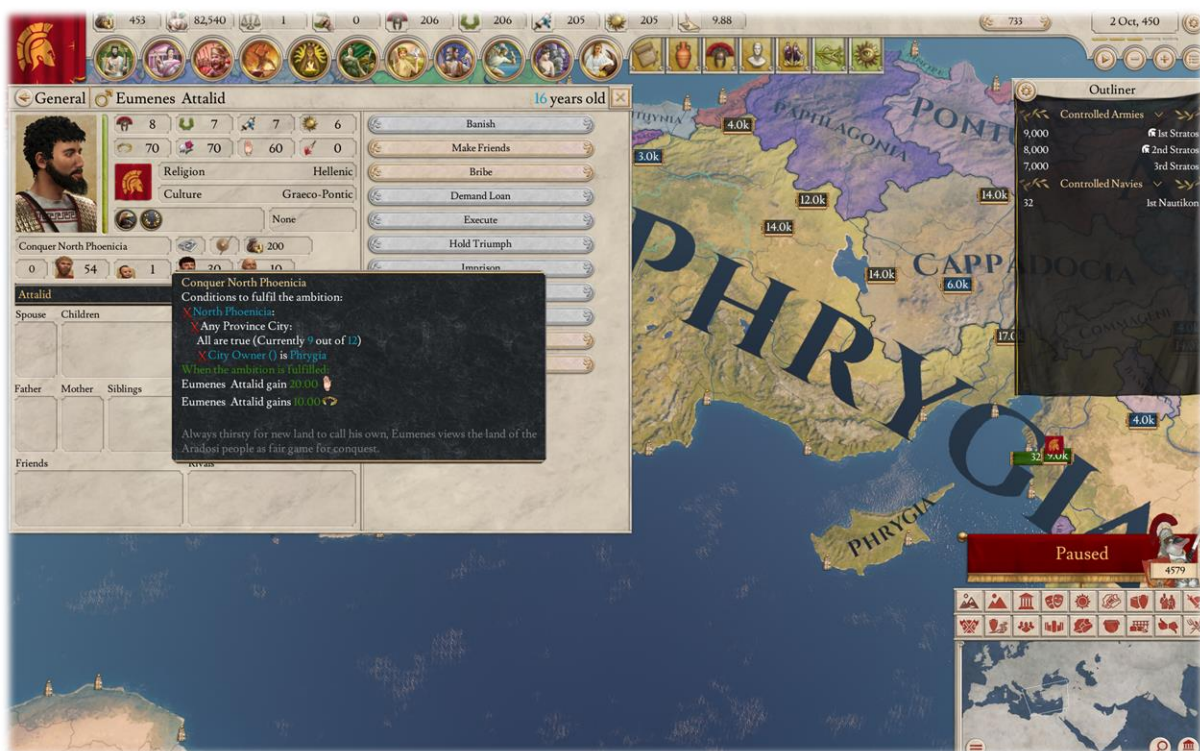 453
82,540
1
0
206
206
205
205
9.88
733
2 Oct, 450
General
Eumenes Attalid
16 years old
8
7
7
6
70
70
60
0
Religion
Hellenic
Culture
Graeco-Pontic
None
Conquer North Phoenicia
200
0
54
1
30
10
Attalid
Spouse
Children
Father
Mother
Siblings
Friends
Rivals
Banish
Make Friends
Bribe
Demand Loan
Execute
Hold Triumph
Imprison
Conquer North Phoenicia
Conditions to fulfil the ambition:
North Phoenicia:
Any Province City:
All are true (Currently 9 out of 12)
City Owner () is Phrygia
When the ambition is fulfilled:
Eumenes Attalid gain 20.00
Eumenes Attalid gains 10.00
Always thirsty for new land to call his own, Eumenes views the land of the
Aradosi people as fair game for conquest.
PAPHLAGONIA
4.0k
3.0k
12.0k
14.0k
14.0k
14.0k
CAPPADOCIA
6.0k
COMMAGENE
4.0k
PHRYGIA
PHRYGIA
32
9.0k
Outliner
Controlled Armies
9,000
1st Stratos
8,000
2nd Stratos
7,000
3rd Stratos
Controlled Navies
32
1st Nautikon
Paused
4579